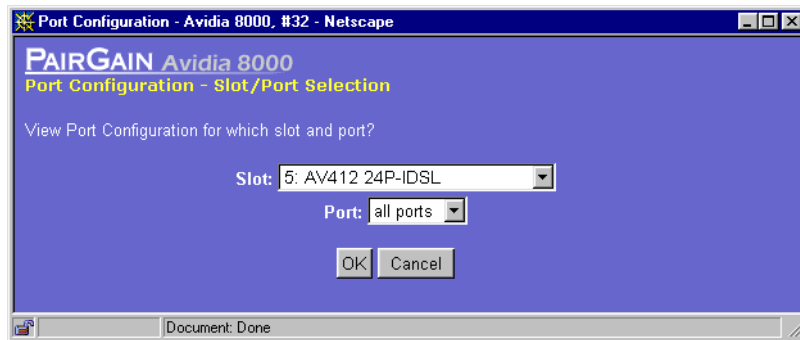 Port Configuration - Avidia 8000, #32 - Netscape
PAIRGAIN Avidia 8000
Port Configuration - Slot/Port Selection
View Port Configuration for which slot and port?
Slot: 5: AV412 24P-IDSL
Port: all ports
OK Cancel
Document: Done